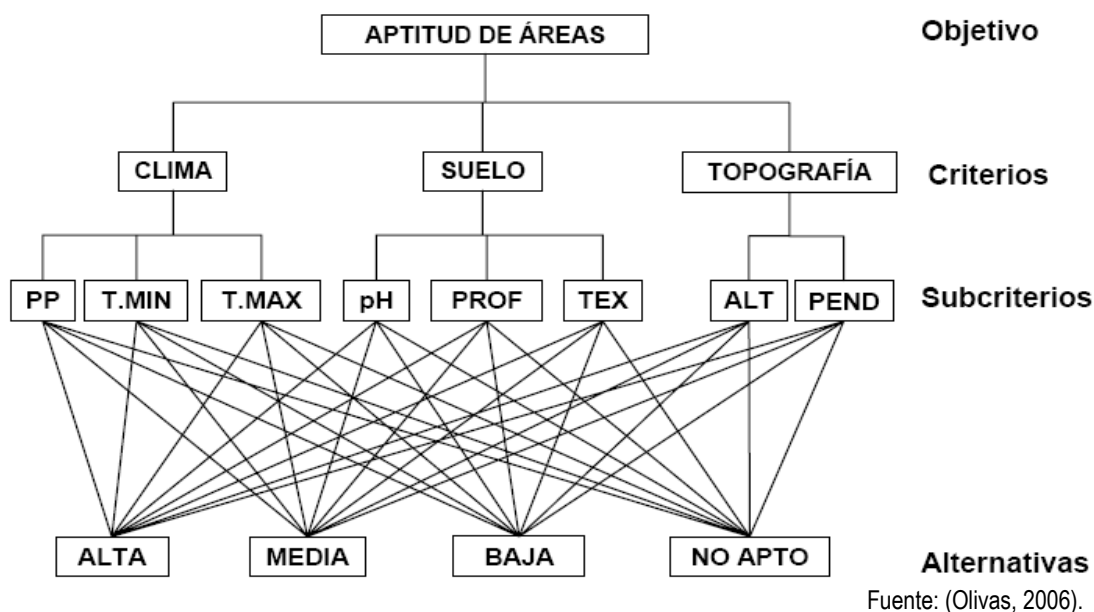 APTITUD DE ÁREAS
Objetivo
CLIMA
SUELO
TOPOGRAFÍA
Criterios
PP
T.MIN
T.MAX
pH
PROF
TEX
ALT
PEND
Subcriterios
ALTA
MEDIA
BAJA
NO APTO
Alternativas
Fuente: (Olivas, 2006).